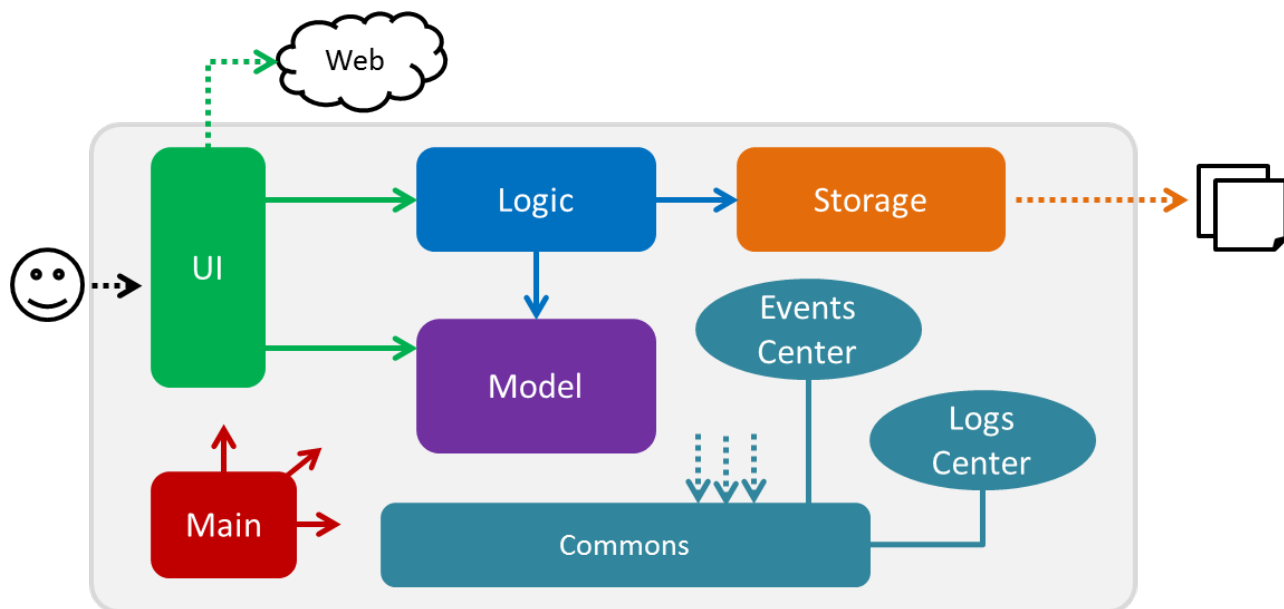 Web
UI
Logic
Storage
Model
Events
Center
Logs
Center
Main
Commons